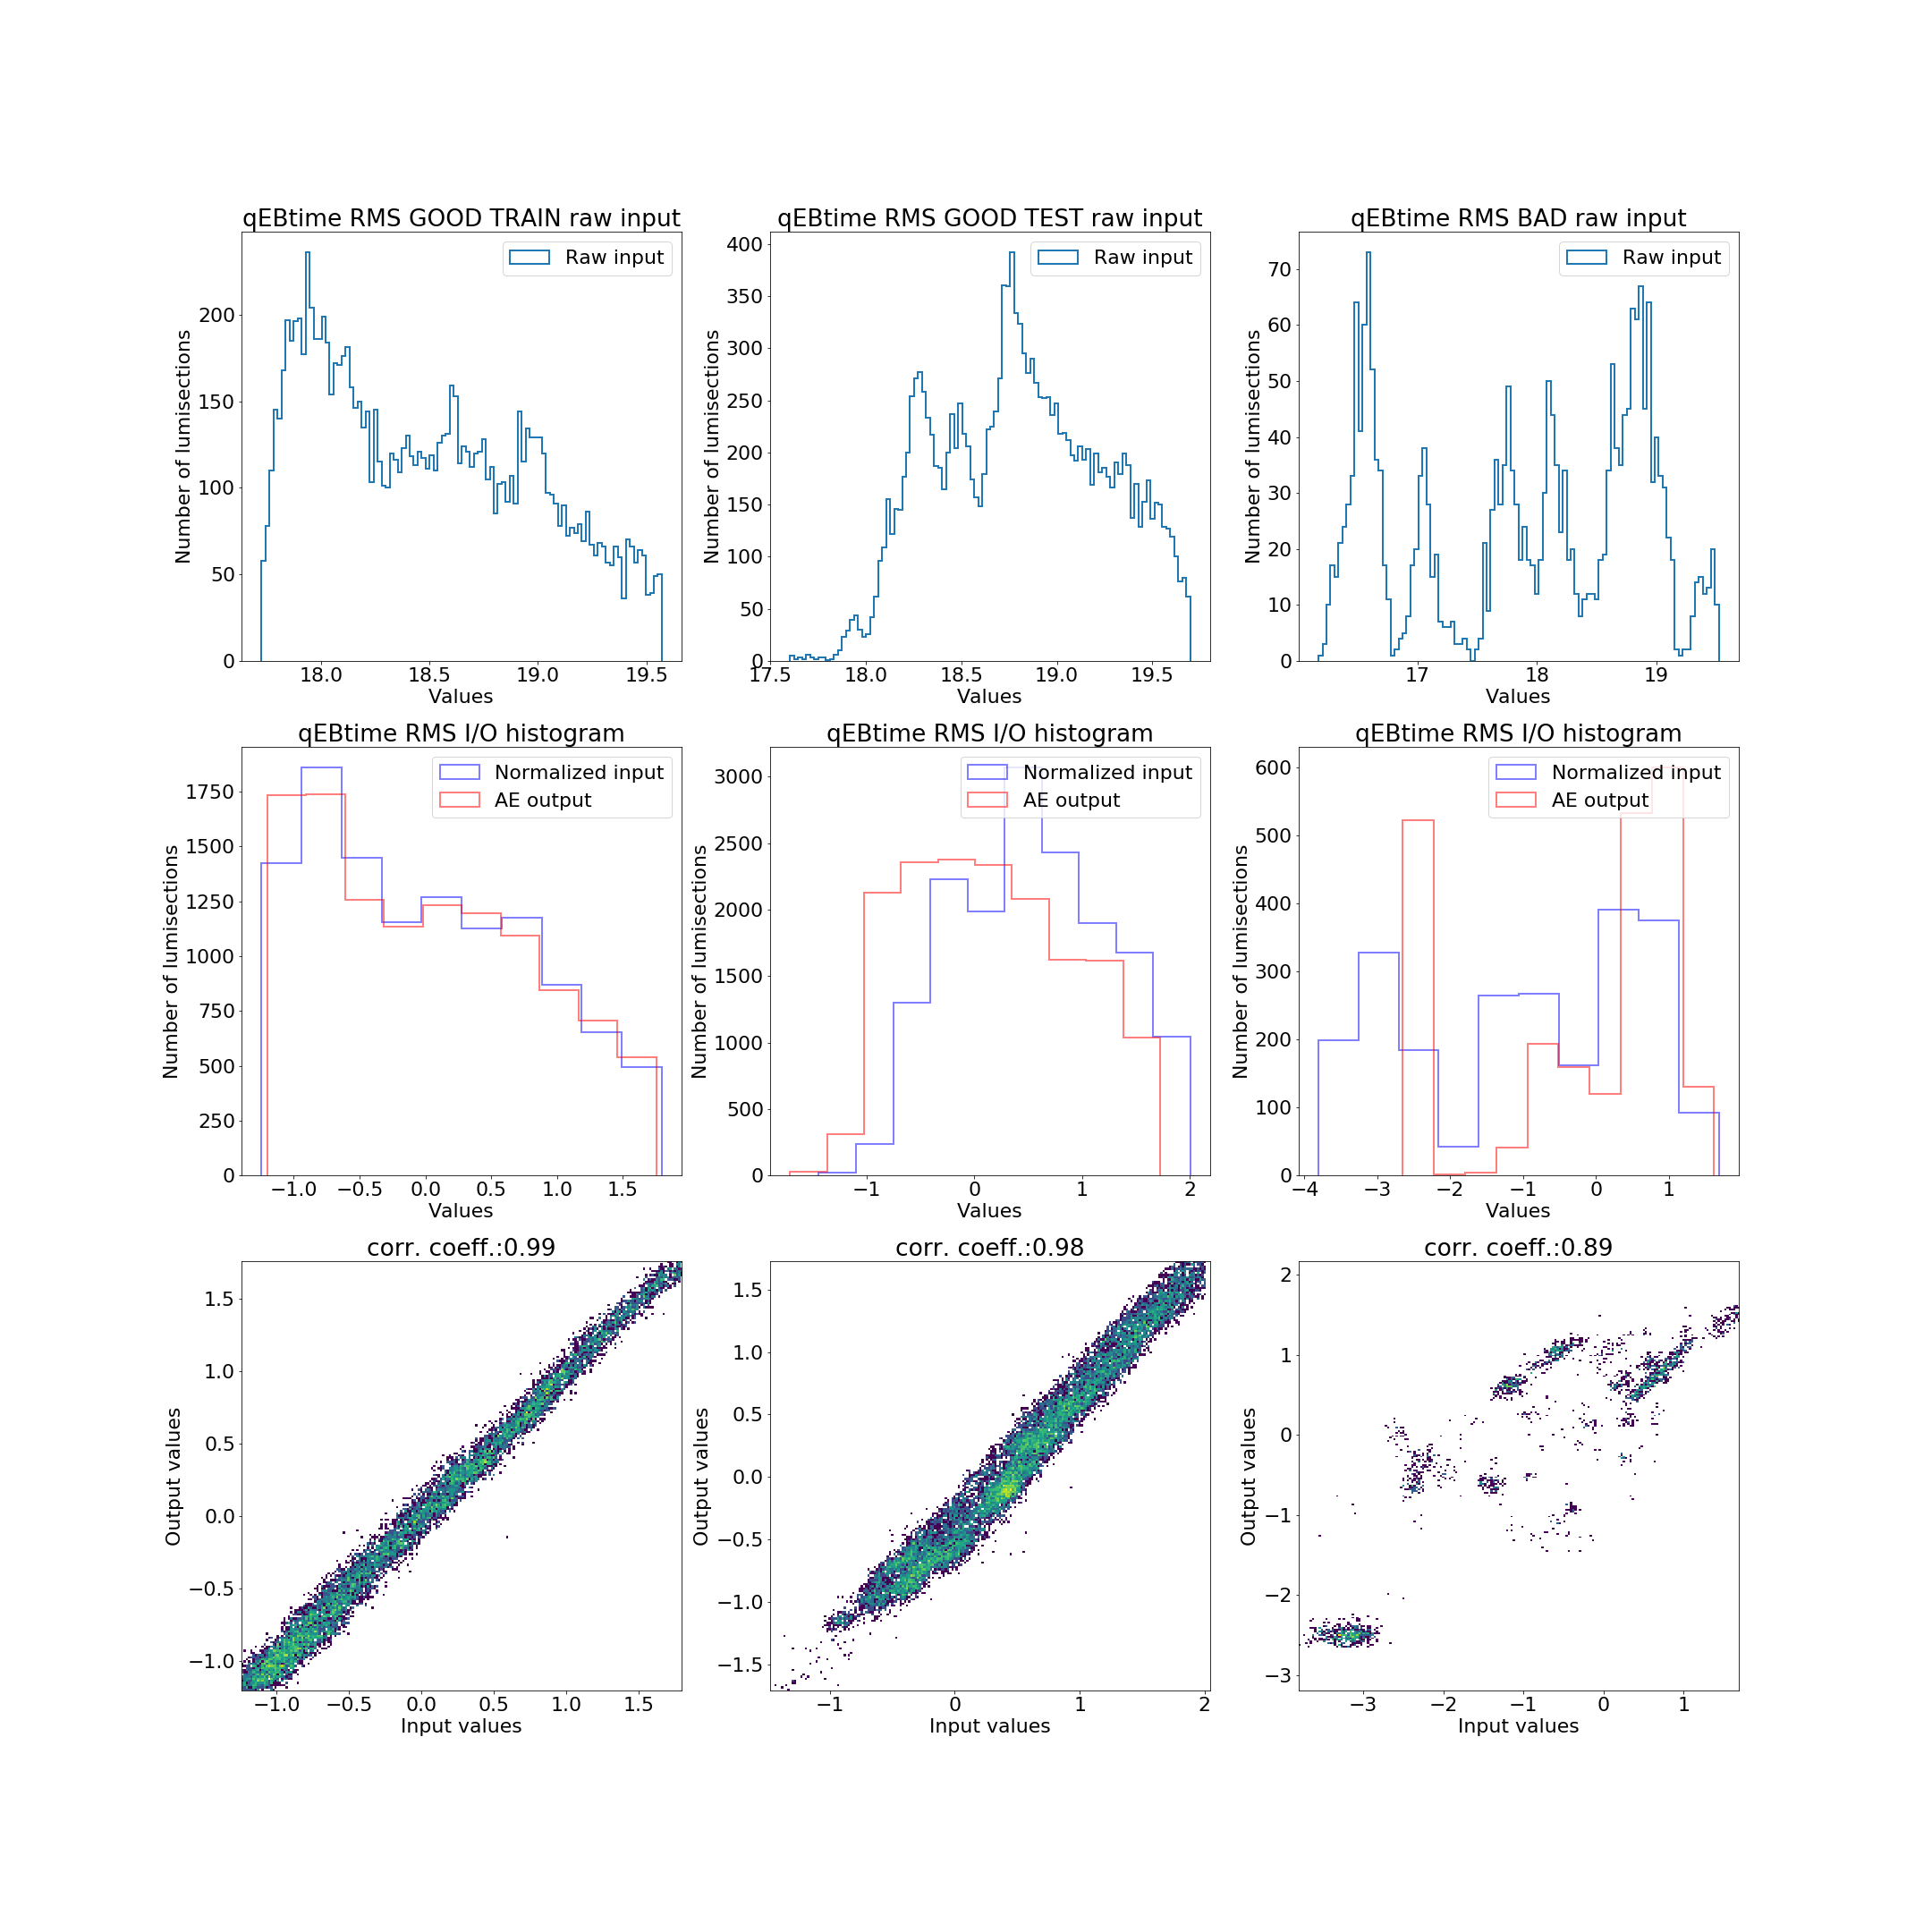 qEBtime RMS GOOD TRAIN raw input
Raw input
Number of lumisections
200
150
100
50
0
18.0 18.5 19.0 19.5
Values
qEBtime RMS GOOD TEST raw input
Raw input
Number of lumisections
400
350
300
250
200
150
100
50
0
17.5 18.0 18.5 19.0 19.5
Values
qEBtime RMS BAD raw input
Raw input
Number of lumisections
70
60
50
40
30
20
10
0
17 18 19
Values
qEBtime RMS I/O histogram
Normalized input
AE output
Number of lumisections
1750
1500
1250
1000
750
500
250
0
−1.0 −0.5 0.0 0.5 1.0 1.5
Values
qEBtime RMS I/O histogram
Normalized input
AE output
Number of lumisections
3000
2500
2000
1500
1000
500
0
−1 0 1 2
Values
qEBtime RMS I/O histogram
Normalized input
AE output
Number of lumisections
600
500
400
300
200
100
0
−4 −3 −2 −1 0 1
Values
corr. coeff.:0.99
Output values
1.5
1.0
0.5
0.0
−0.5
−1.0
−1.0 −0.5 0.0 0.5 1.0 1.5
Input values
corr. coeff.:0.98
Output values
1.5
1.0
0.5
0.0
−0.5
−1.0
−1.5
−1 0 1 2
Input values
corr. coeff.:0.89
Output values
2
1
0
−1
−2
−3
−3 −2 −1 0 1
Input values